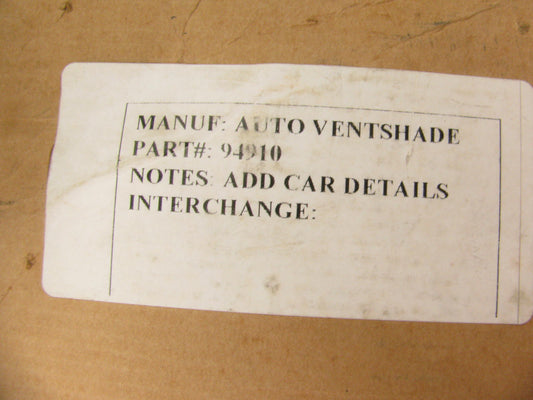 MANUF: AUTO VENTSHADE
PART#: 94910
NOTES: ADD CAR DETAILS
INTERCHANGE: